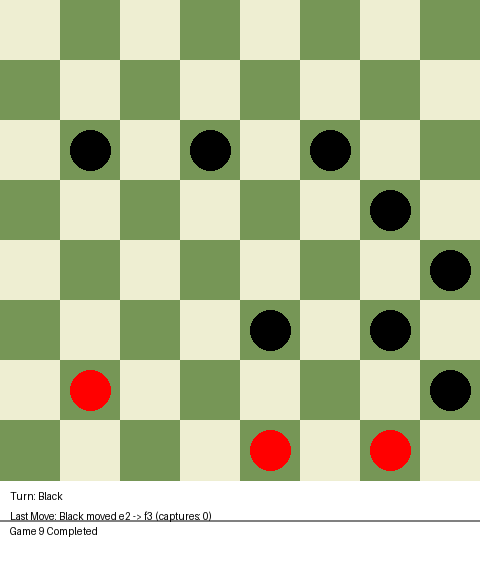 Turn: Black
Last Move: Black moved e2 -> f3 (captures: 0)
Game 9 Completed